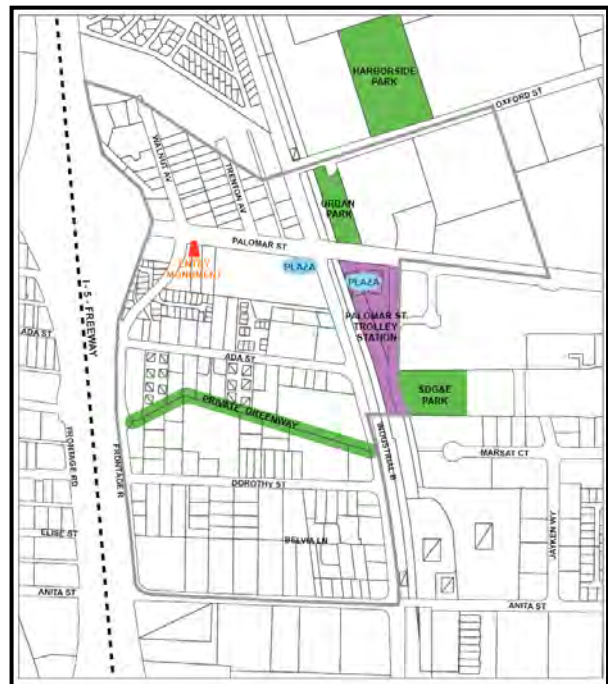 HARBORSIDE
PARK
OXFORD ST
WALNUT AV
TRENTON AV
URBAN
PARK
PALOMAR ST
ENTRY
MONUMENT
PLAZA
PLAZA
PALOMAR ST.
TROLLEY
STATION
I - 5 - FREEWAY
ADA ST
ADA ST
SDG&E
PARK
PRIVATE GREENWAY
FRONTAGE RD
FRONTAGE R
INDUSTRIAL B
MARSAT CT
DOROTHY ST
JAYKEN WY
ELISE ST
BELVIA LN
ANITA ST
ANITA ST